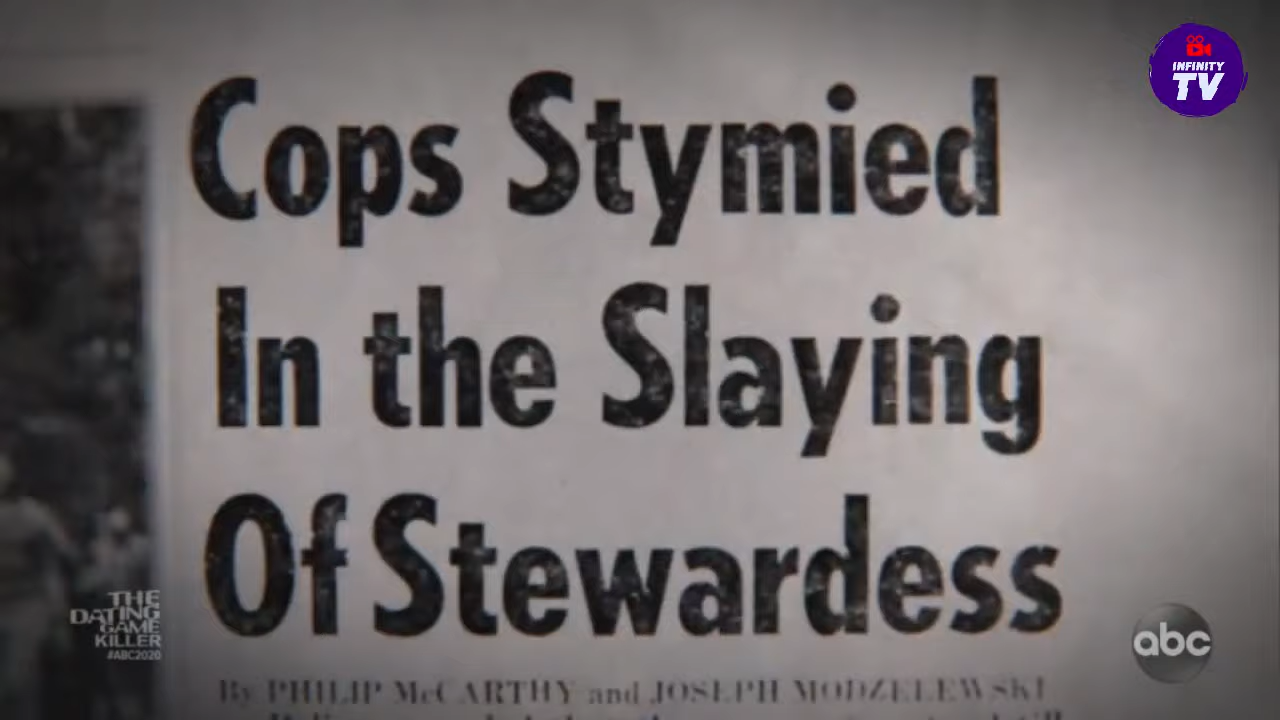 INFINITY
TV
Cops Stymied
In the Slaying
Of Stewardess
By PHILIP McCARTHY and JOSEPH MODZELEWSKI
THE
DATING
GAME
KILLER
#ABC2020
abc